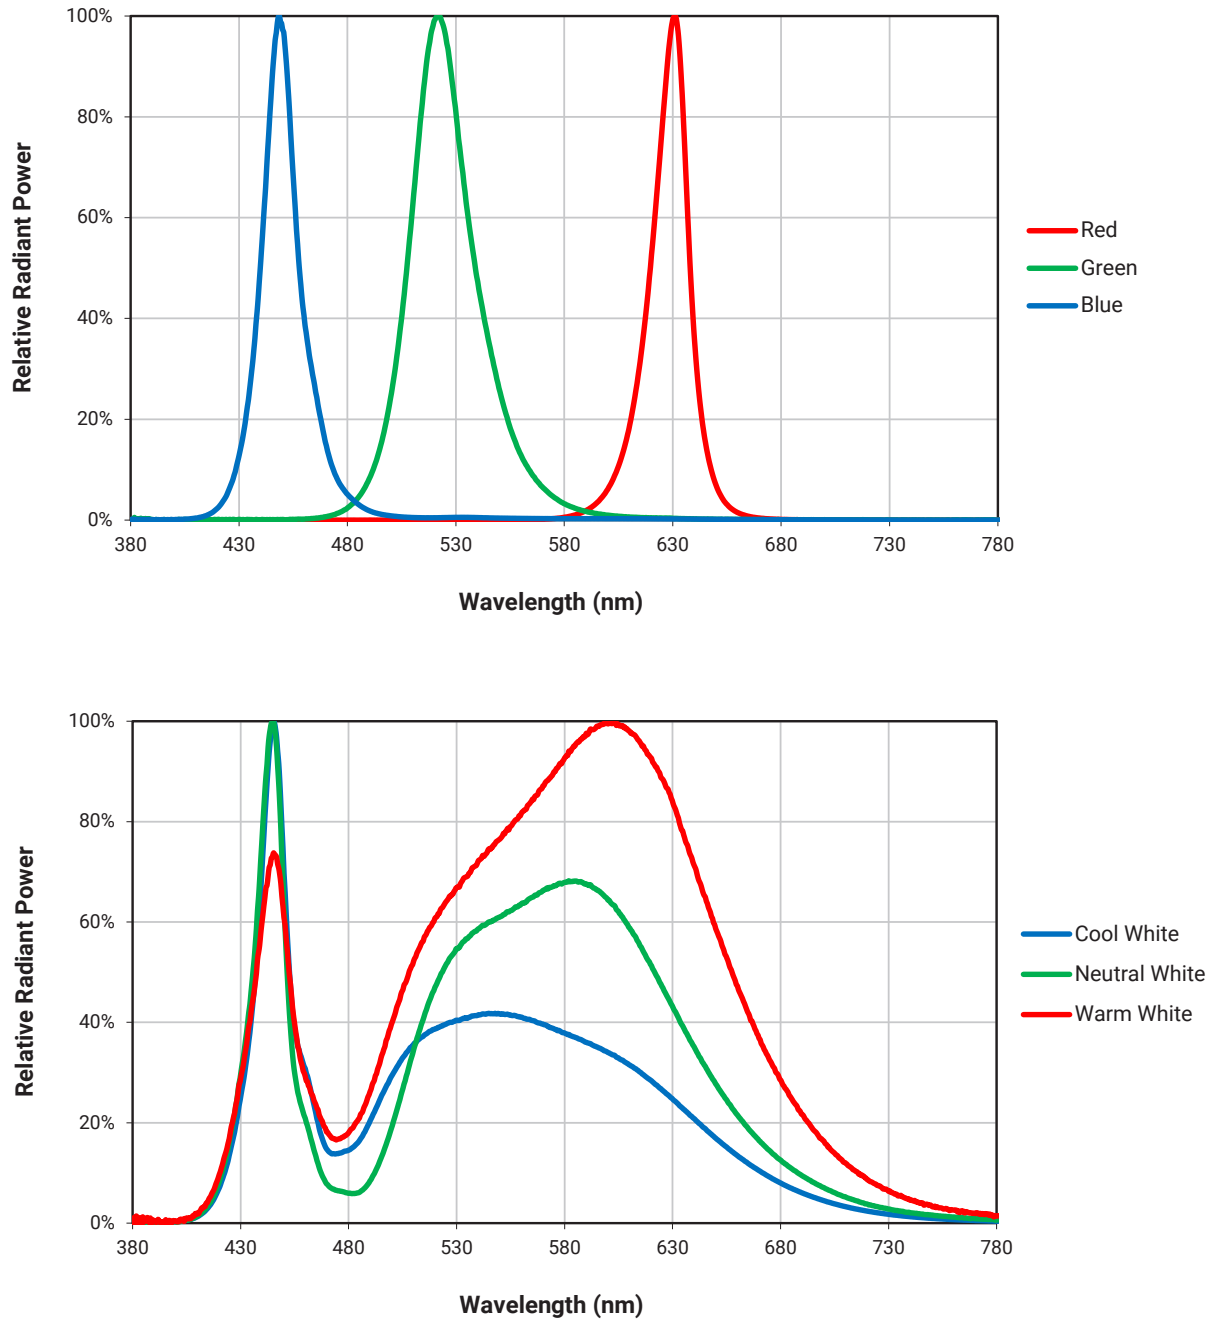 100%
80%
60%
40%
20%
0%
Relative Radiant Power
380 430 480 530 580 630 680 730 780
Wavelength (nm)
Red
Green
Blue
100%
80%
60%
40%
20%
0%
Relative Radiant Power
380 430 480 530 580 630 680 730 780
Wavelength (nm)
Cool White
Neutral White
Warm White